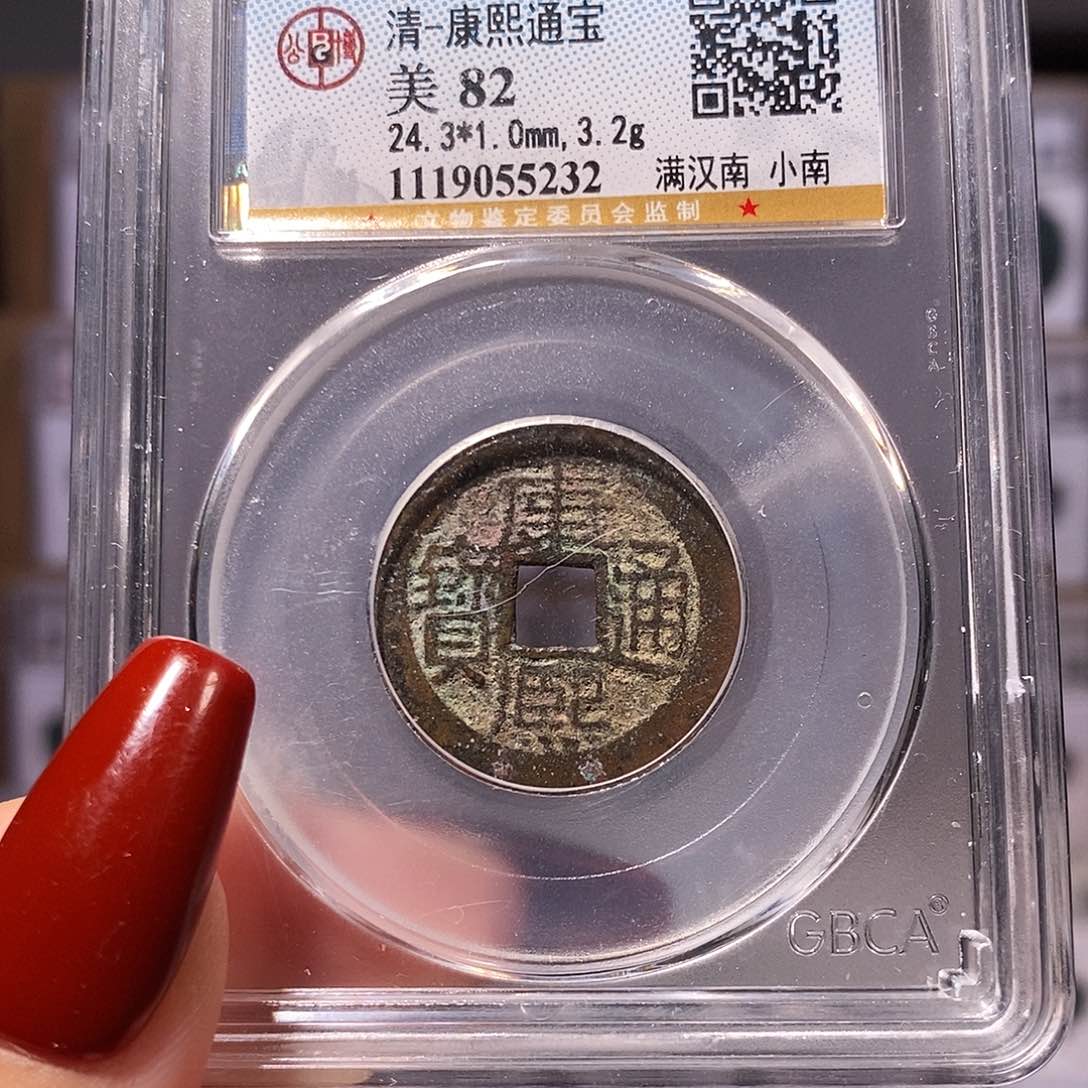 清-康熙通宝
美 82
24.3*1.0mm,3.2g
1119055232 满汉南 小南
文物鉴定委员会监制
康熙通寶
GBCA®
GBCA